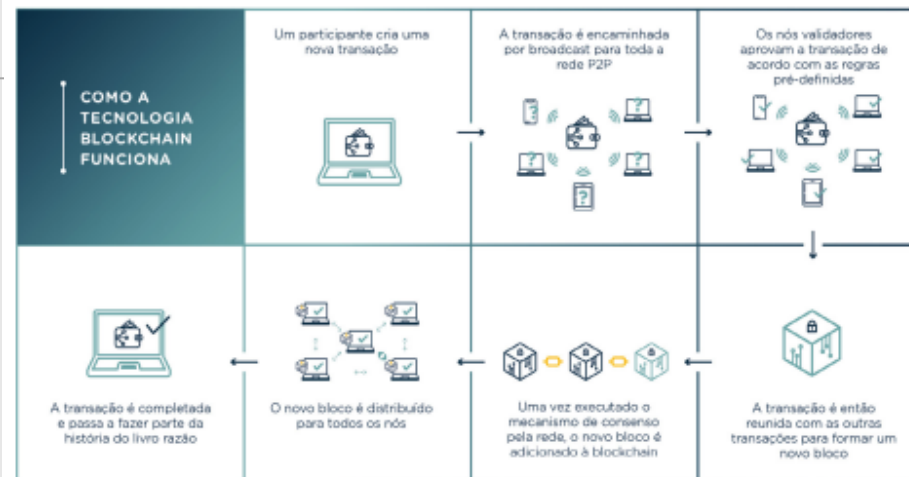 COMO A
TECNOLOGIA
BLOCKCHAIN
FUNCIONA
Um participante cria uma
nova transação
A transação é encaminhada
por broadcast para toda a
rede P2P
Os nós validadores
aprovam a transação de
acordo com as regras
pré-definidas
A transação é então
reunida com as outras
transações para formar um
novo bloco
Uma vez executado o
mecanismo de consenso
pela rede, o novo bloco é
adicionado à blockchain
O novo bloco é distribuído
para todos os nós
A transação é completada
e passa a fazer parte da
história do livro razão